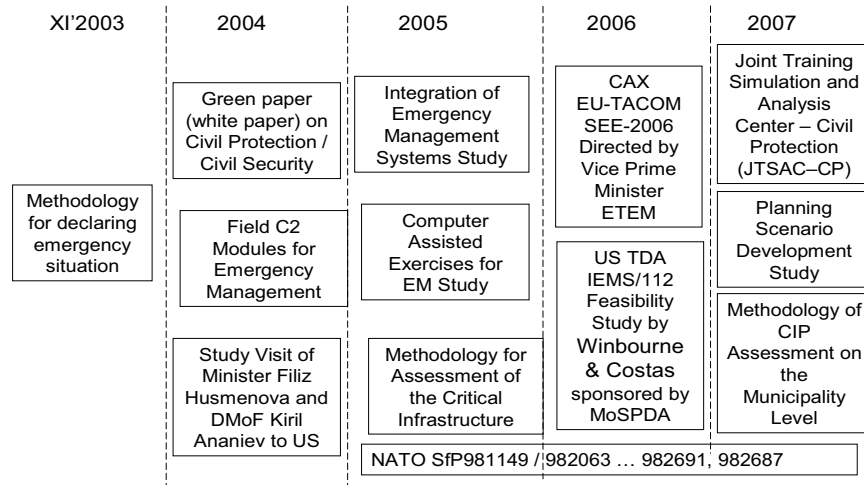 XI'2003
2004
2005
2006
2007
Methodology
for declaring
emergency
situation
Green paper
(white paper) on
Civil Protection /
Civil Security
Field C2
Modules for
Emergency
Management
Study Visit of
Minister Filiz
Husmenova and
DMoF Kiril
Ananiev to US
Integration of
Emergency
Management
Systems Study
Computer
Assisted
Exercises for
EM Study
Methodology for
Assessment of
the Critical
Infrastructure
CAX
EU-TACOM
SEE-2006
Directed by
Vice Prime
Minister
ETEM
US TDA
IEMS/112
Feasibility
Study by
Winbourne
& Costas
sponsored by
MoSPDA
Joint Training
Simulation and
Analysis
Center – Civil
Protection
(JTSAC–CP)
Planning
Scenario
Development
Study
Methodology of
CIP
Assessment on
the
Municipality
Level
NATO SfP981149 / 982063 … 982691, 982687